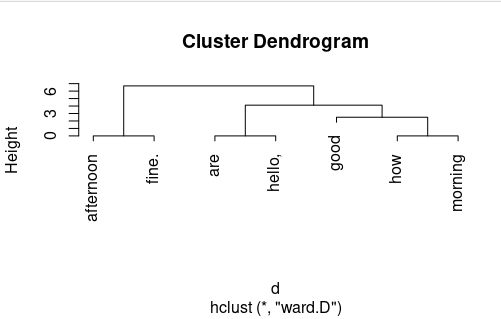 Cluster Dendrogram
Height
6
3
0
afternoon
fine.
are
hello,
good
how
morning
d
hclust (*, "ward.D")